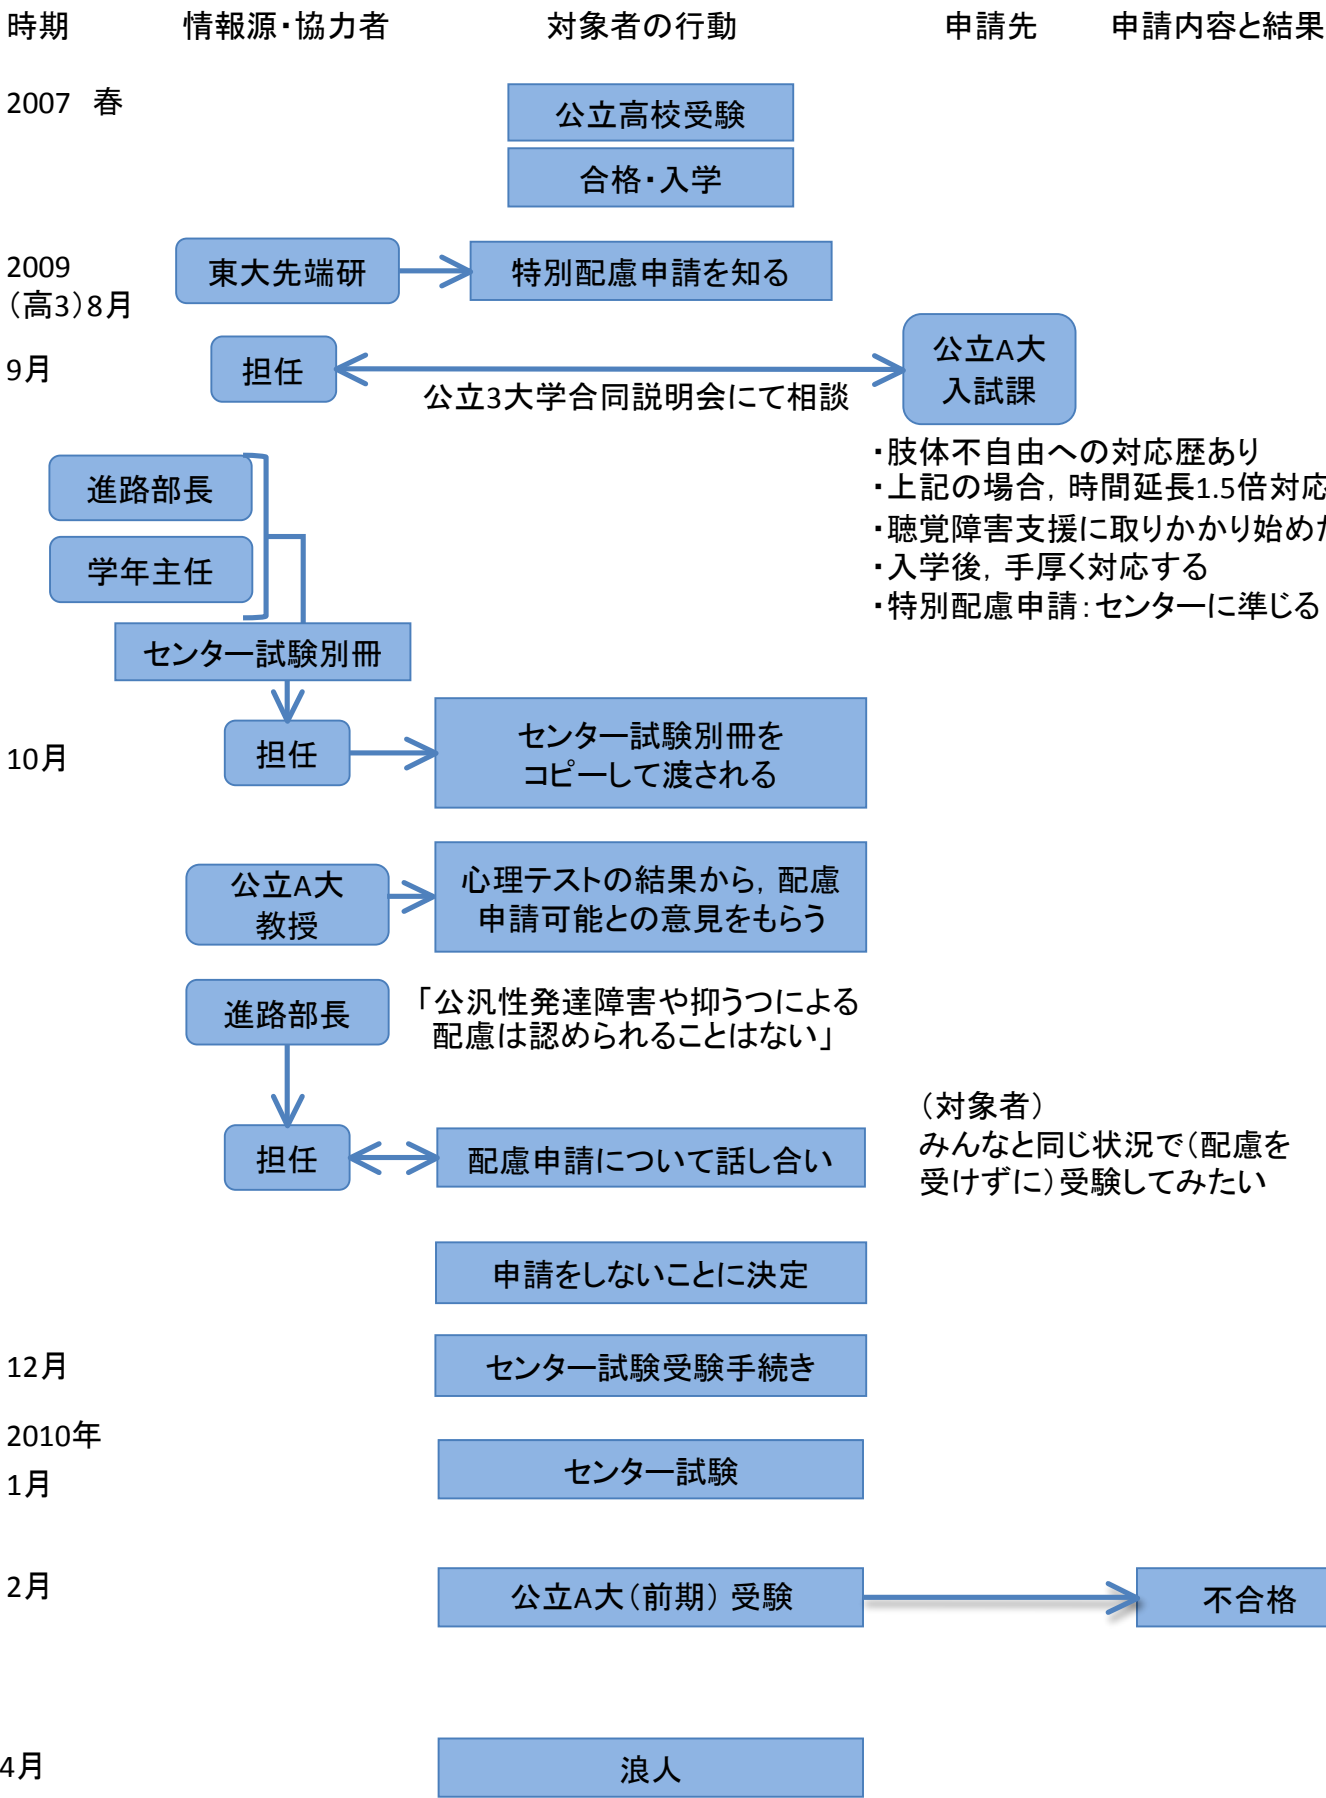 時期 情報源・協力者 対象者の行動 申請先 申請内容と結果
2007 春
公立高校受験
合格・入学
2009
（高3）8月
東大先端研
特別配慮申請を知る
9月
担任
公立3大学合同説明会にて相談
公立A大
入試課
・肢体不自由への対応歴あり
・上記の場合，時間延長1.5倍対応
・聴覚障害支援に取りかかり始めた
・入学後，手厚く対応する
・特別配慮申請：センターに準じる
進路部長
学年主任
センター試験別冊
10月
担任
センター試験別冊を
コピーして渡される
公立A大
教授
心理テストの結果から，配慮
申請可能との意見をもらう
進路部長
「公汎性発達障害や抑うつによる
配慮は認められることはない」
担任
配慮申請について話し合い
（対象者）
みんなと同じ状況で（配慮を
受けずに）受験してみたい
申請をしないことに決定
12月
センター試験受験手続き
2010年
1月
センター試験
2月
公立A大（前期）受験
不合格
4月
浪人